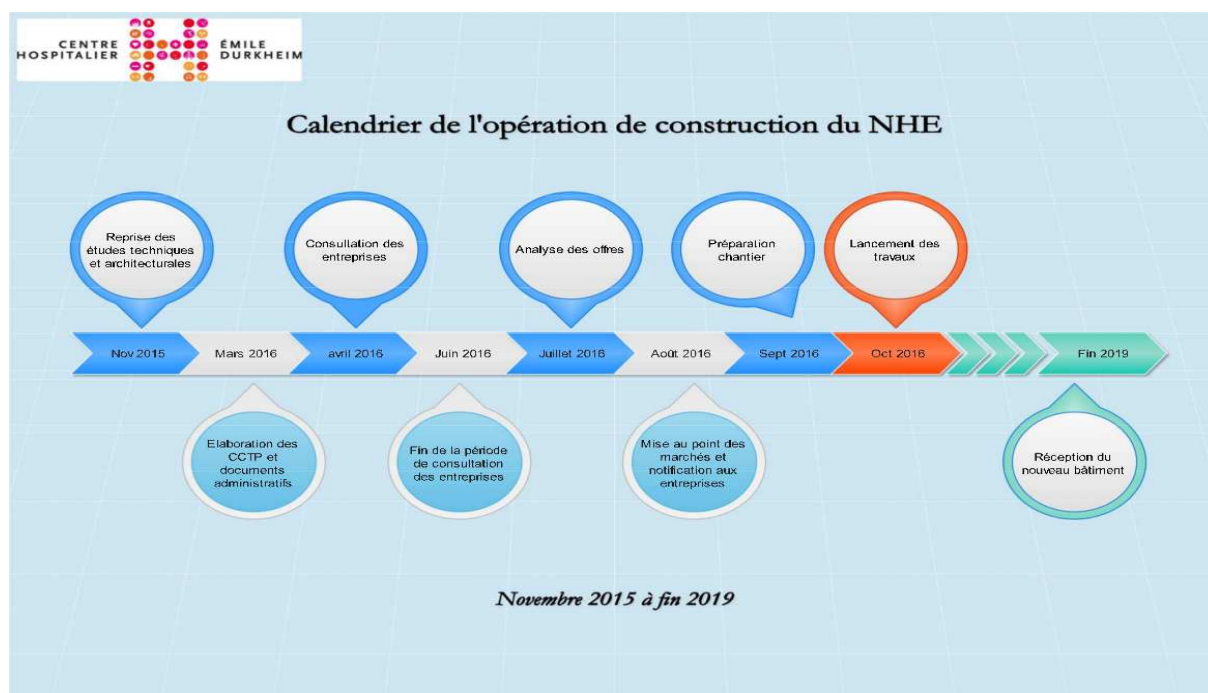 CENTRE
HOSPITALIER
ÉMILE
DURKHEIM
Calendrier de l'opération de construction du NHE
Reprise des
études techniques
et architecturales
Consultation des
entreprises
Analyse des offres
Préparation
chantier
Lancement des
travaux
Nov 2015
Mars 2016
avril 2016
Juin 2016
Juillet 2016
Août 2016
Sept 2016
Oct 2016
Fin 2019
Elaboration des
CCTP et
documents
administratifs
Fin de la période
de consultation
des entreprises
Mise au point des
marchés et
notification aux
entreprises
Réception du
nouveau bâtiment
Novembre 2015 à fin 2019